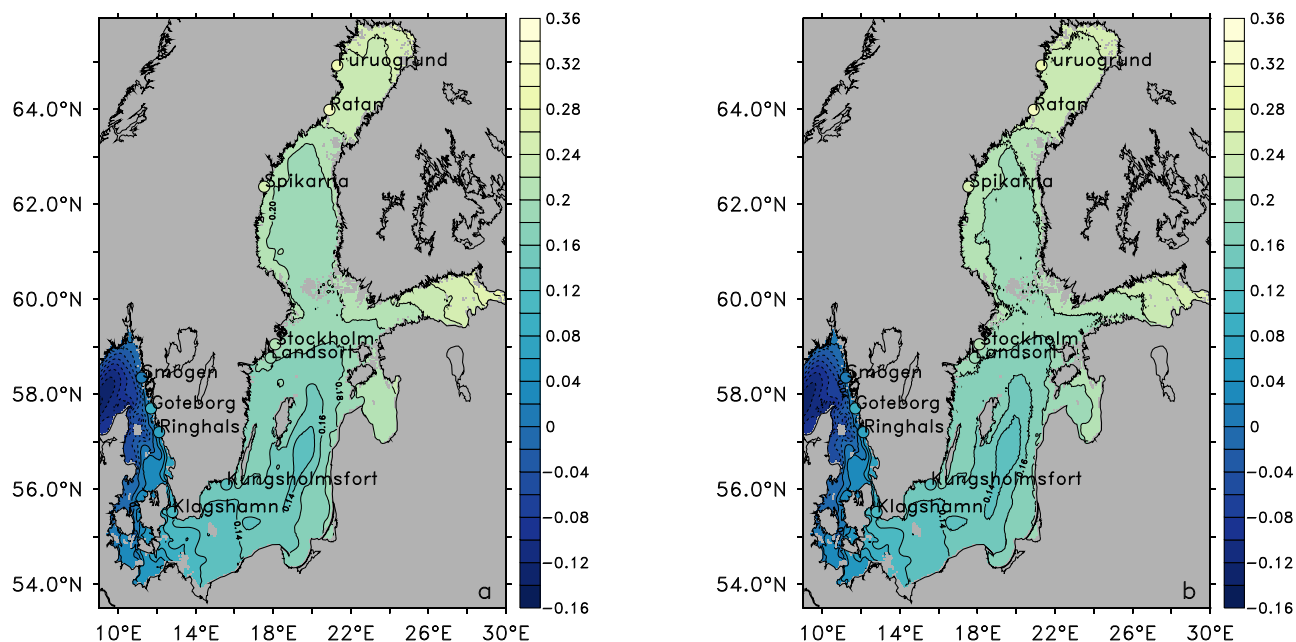 0.36
0.32
0.28
0.24
0.2
0.16
0.12
0.08
0.04
0
−0.04
−0.08
−0.12
−0.16
64.0°N
62.0°N
60.0°N
58.0°N
56.0°N
54.0°N
Furuogrund
Ratan
Spikarna
0.20
Stockholm
Landsort
Smogen
Goteborg
Ringhals
Kungsholmsfort
Klagshamn
0.18
0.16
0.14
0.14
a
10°E 14°E 18°E 22°E 26°E 30°E
0.36
0.32
0.28
0.24
0.2
0.16
0.12
0.08
0.04
0
−0.04
−0.08
−0.12
−0.16
64.0°N
62.0°N
60.0°N
58.0°N
56.0°N
54.0°N
Furuogrund
Ratan
Spikarna
Stockholm
Landsort
Smogen
Goteborg
Ringhals
Kungsholmsfort
Klagshamn
0.16
b
10°E 14°E 18°E 22°E 26°E 30°E